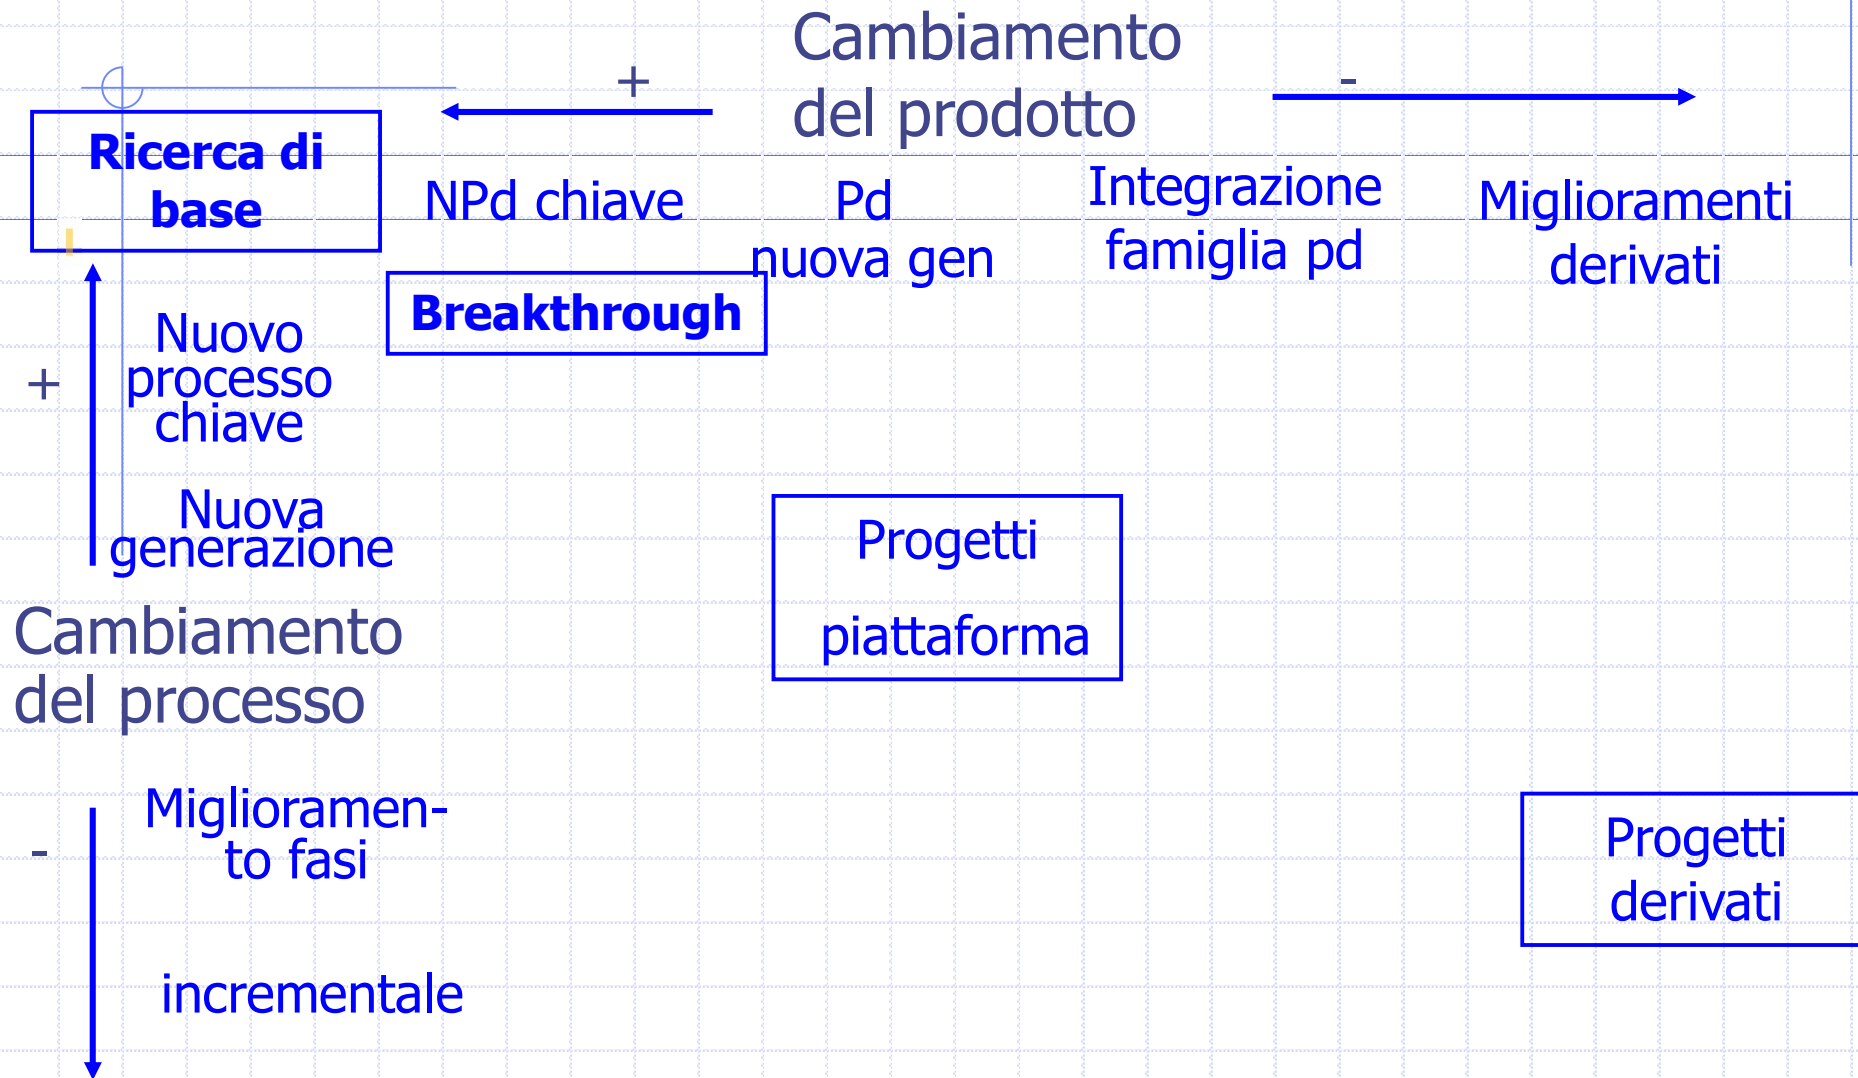 Cambiamento
del prodotto
+
-
Ricerca di
base
NPd chiave
Pd
nuova gen
Integrazione
famiglia pd
Miglioramenti
derivati
Breakthrough
+
Nuovo
processo
chiave
Nuova
generazione
Progetti
piattaforma
Cambiamento
del processo
-
Miglioramen-
to fasi
incrementale
Progetti
derivati